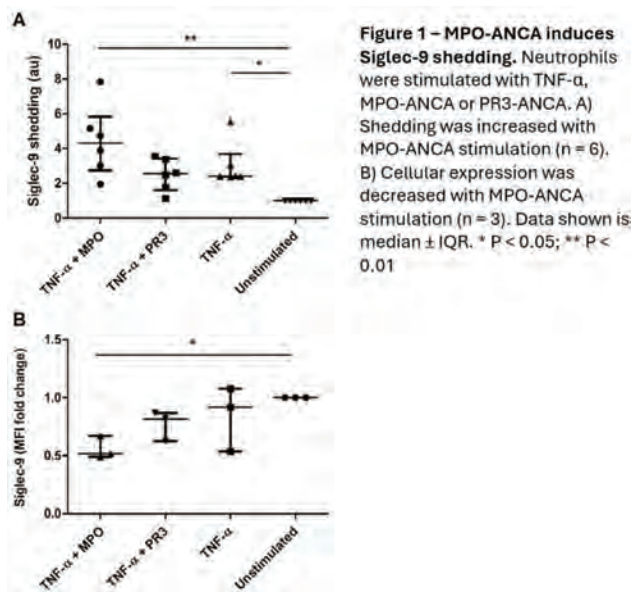 A
**
*
Siglec-9 shedding (au)
10
8
6
4
2
0
TNF-α + MPO
TNF-α + PR3
TNF-α
Unstimulated
Figure 1 – MPO-ANCA induces
Siglec-9 shedding. Neutrophils
were stimulated with TNF-α,
MPO-ANCA or PR3-ANCA. A)
Shedding was increased with
MPO-ANCA stimulation (n = 6).
B) Cellular expression was
decreased with MPO-ANCA
stimulation (n = 3). Data shown is
median ± IQR. * P < 0.05; ** P <
0.01
B
*
Siglec-9 (MFI fold change)
1.5
1.0
0.5
0.0
TNF-α + MPO
TNF-α + PR3
TNF-α
Unstimulated